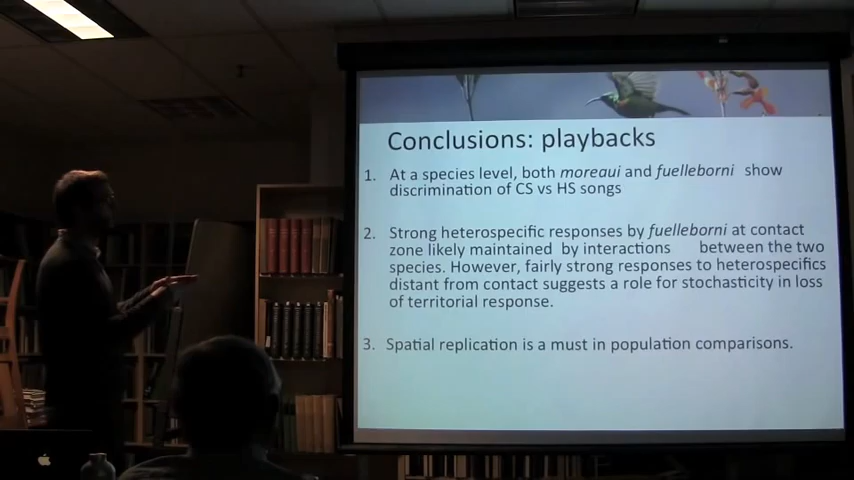 Conclusions: playbacks
1. At a species level, both moreaui and fuelleborni show
discrimination of CS vs HS songs
2. Strong heterospecific responses by fuelleborni at contact
zone likely maintained by interactions between the two
species. However, fairly strong responses to heterospecifics
distant from contact suggests a role for stochasticity in loss
of territorial response.
3. Spatial replication is a must in population comparisons.